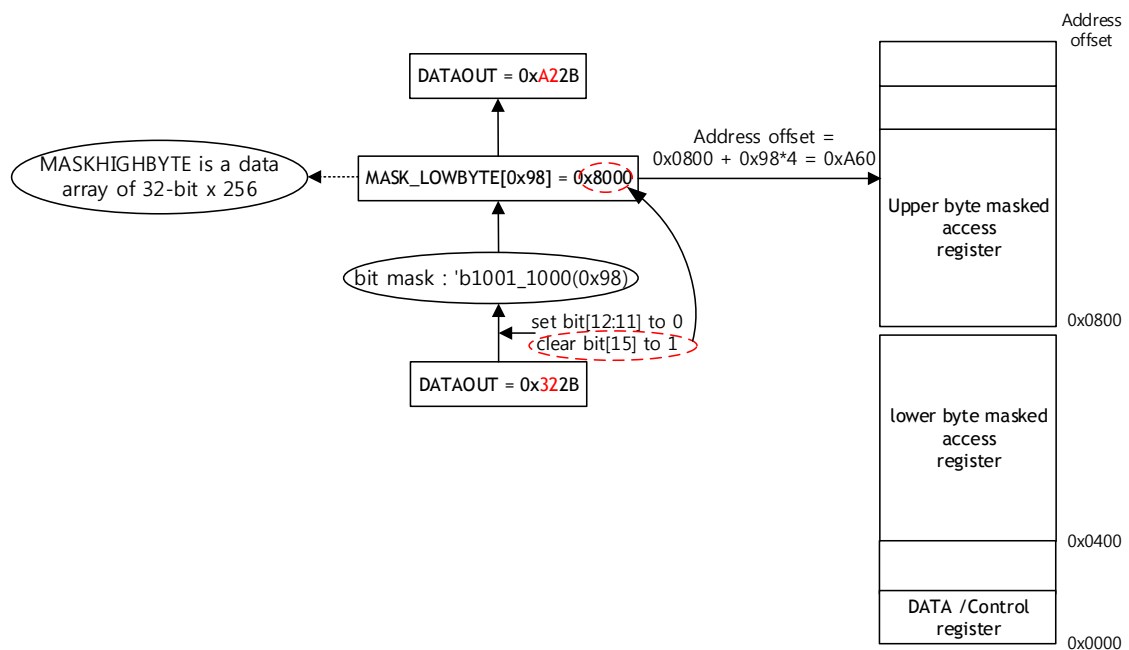 Address
offset
DATAOUT = 0xA22B
MASKHIGHBYTE is a data
array of 32-bit x 256
MASK_LOWBYTE[0x98] = 0x8000
Address offset =
0x0800 + 0x98*4 = 0xA60
Upper byte masked
access
register
bit mask : 'b1001_1000(0x98)
set bit[12:11] to 0
clear bit[15] to 1
0x0800
DATAOUT = 0x322B
lower byte masked
access
register
0x0400
DATA /Control
register
0x0000